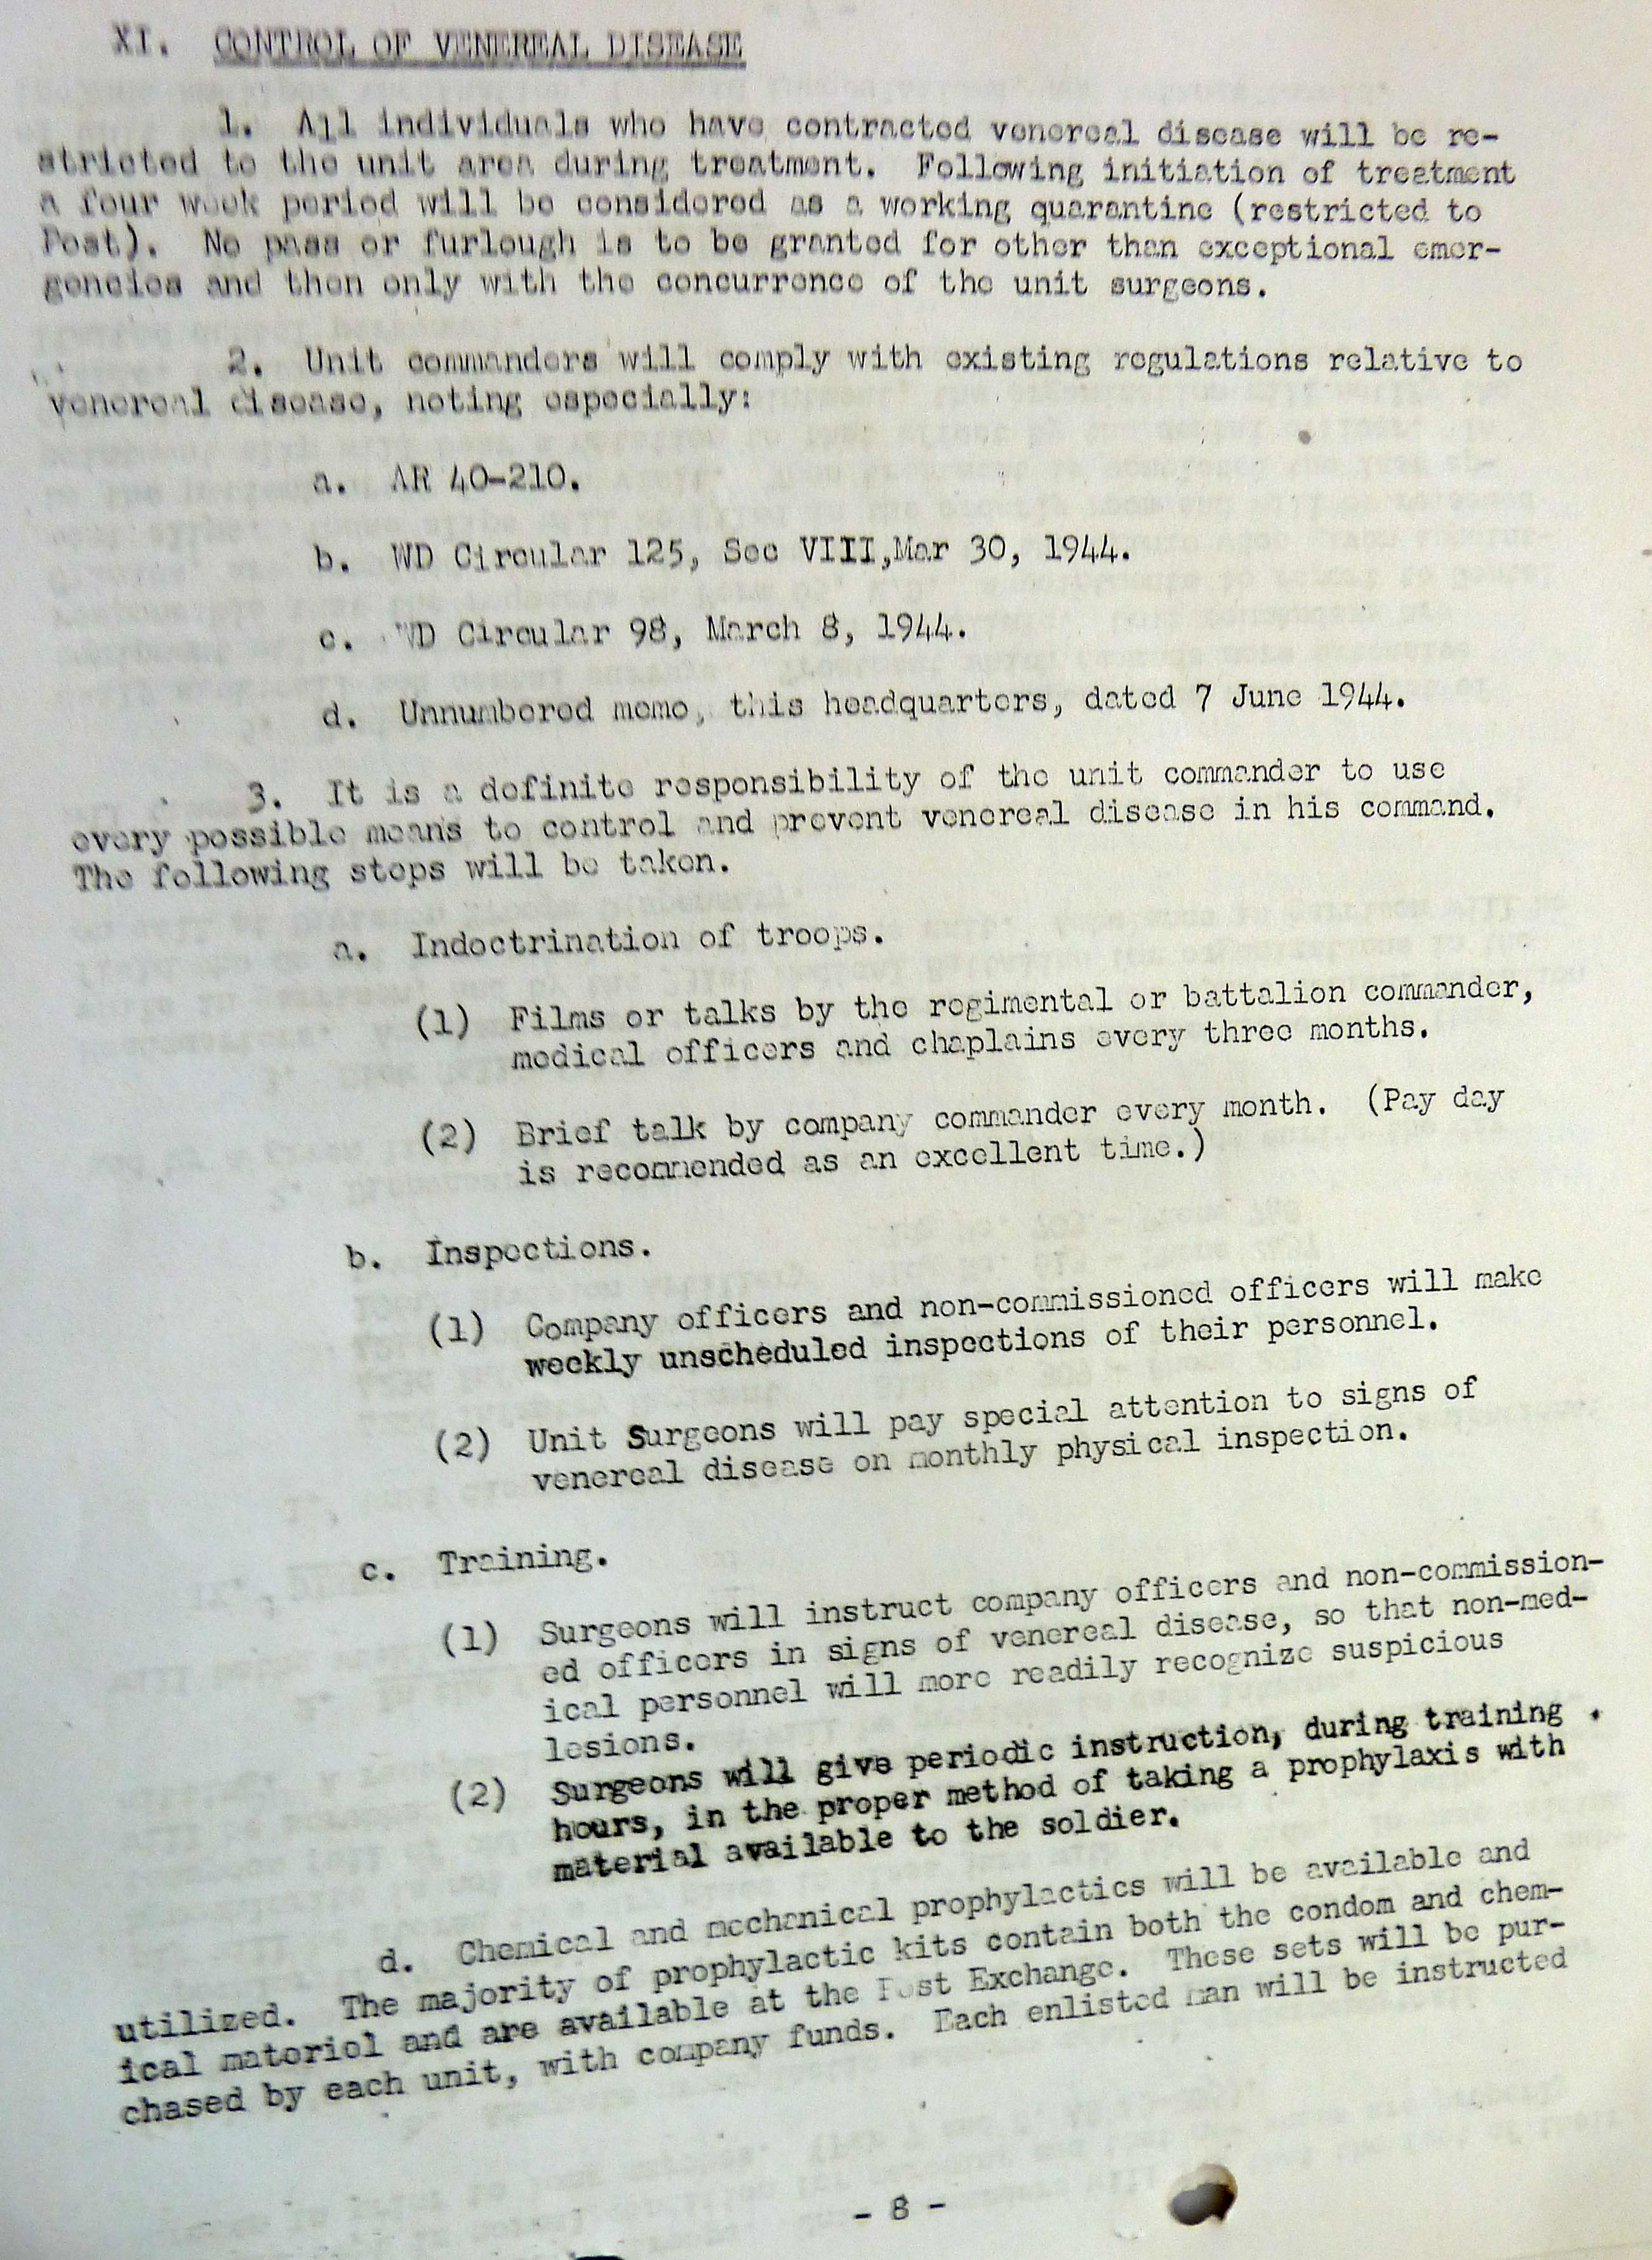 XI. CONTROL OF VENEREAL DISEASE
1. All individuals who have contracted venereal disease will be re-
stricted to the unit area during treatment. Following initiation of treatment
a four week period will be considered as a working quarantine (restricted to
Post). No pass or furlough is to be granted for other than exceptional emer-
gencies and then only with the concurrence of the unit surgeons.
2. Unit commanders will comply with existing regulations relative to
venereal disease, noting especially:
a. AR 40-210.
b. WD Circular 125, Sec VIII,Mar 30, 1944.
c. WD Circular 98, March 8, 1944.
d. Unnumbered memo, this headquarters, dated 7 June 1944.
3. It is a definite responsibility of the unit commander to use
every possible means to control and prevent venereal disease in his command.
The following steps will be taken.
a. Indoctrination of troops.
(1) Films or talks by the regimental or battalion commander,
medical officers and chaplains every three months.
(2) Brief talk by company commander every month. (Pay day
is recommended as an excellent time.)
b. Inspections.
(1) Company officers and non-commissioned officers will make
weekly unscheduled inspections of their personnel.
(2) Unit Surgeons will pay special attention to signs of
venereal disease on monthly physical inspection.
c. Training.
(1) Surgeons will instruct company officers and non-commission-
ed officers in signs of venereal disease, so that non-med-
ical personnel will more readily recognize suspicious
lesions.
(2) Surgeons will give periodic instruction, during training
hours, in the proper method of taking a prophylaxis with
material available to the soldier.
d. Chemical and mechanical prophylactics will be available and
utilized. The majority of prophylactic kits contain both the condom and chem-
ical materiol and are available at the Post Exchange. These sets will be pur-
chased by each unit, with company funds. Each enlisted man will be instructed
- 8 -